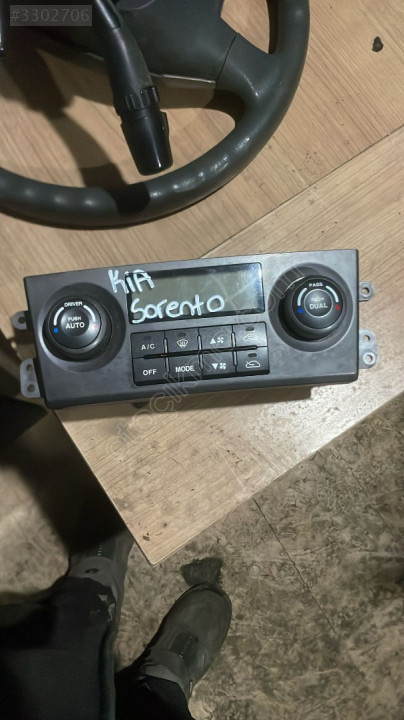 #3302706
KIA
Sorento
DRIVER
PUSH
AUTO
PASS
PUSH
DUAL
A/C
OFF
MODE